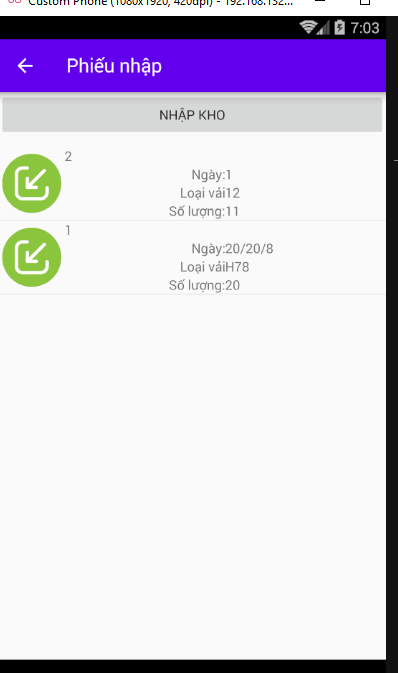 Custom Phone (1080x1920, 420dpi) - 192.168.132...
7:03
Phiếu nhập
NHẬP KHO
2
Ngày:1
Loại vải12
Số lượng:11
1
Ngày:20/20/8
Loại vảiH78
Số lượng:20